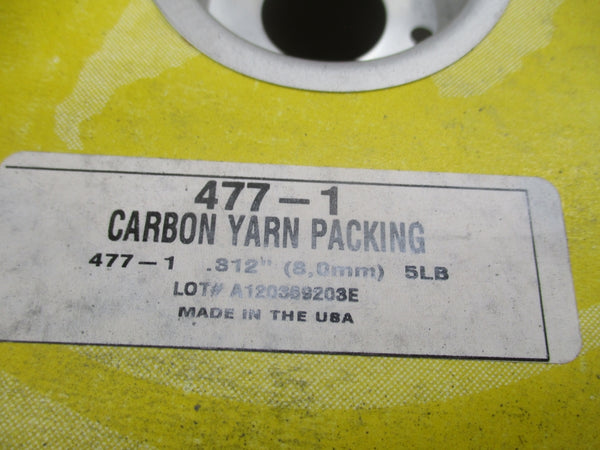 477-1
CARBON YARN PACKING
477-1 .312" (8,0mm) 5LB
LOT# A120369203E
MADE IN THE USA